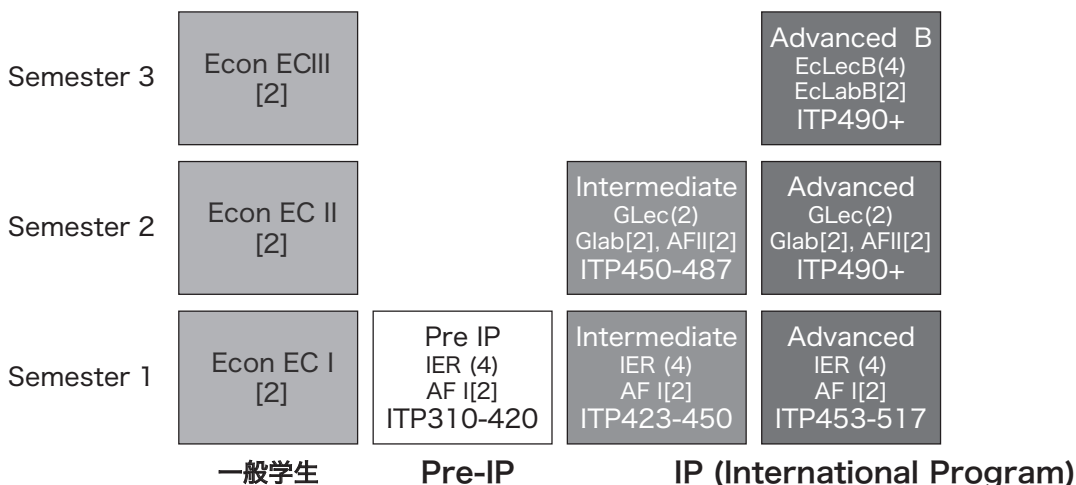 Semester 3
Econ ECIII
[2]
Advanced B
EcLecB(4)
EcLabB[2]
ITP490+
Semester 2
Econ EC II
[2]
Intermediate
GLec(2)
Glab[2], AFII[2]
ITP450-487
Advanced
GLec(2)
Glab[2], AFII[2]
ITP490+
Semester 1
Econ EC I
[2]
Pre IP
IER (4)
AF I[2]
ITP310-420
Intermediate
IER (4)
AF I[2]
ITP423-450
Advanced
IER (4)
AF I[2]
ITP453-517
一般学生
Pre-IP
IP (International Program)